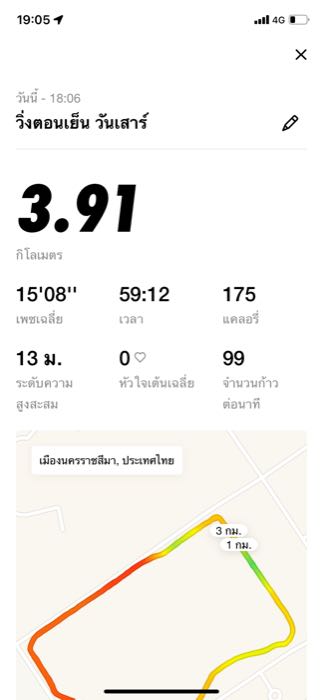 19:05
4G
วันนี้ - 18:06
วิ่งตอนเย็น วันเสาร์
3.91
กิโลเมตร
15'08'' 59:12 175
เพซเฉลี่ย เวลา แคลอรี่
13 ม. 0 99
ระดับความ หัวใจเต้นเฉลี่ย จำนวนก้าว
สูงสะสม ต่อนาที
เมืองนครราชสีมา, ประเทศไทย
3 กม.
1 กม.